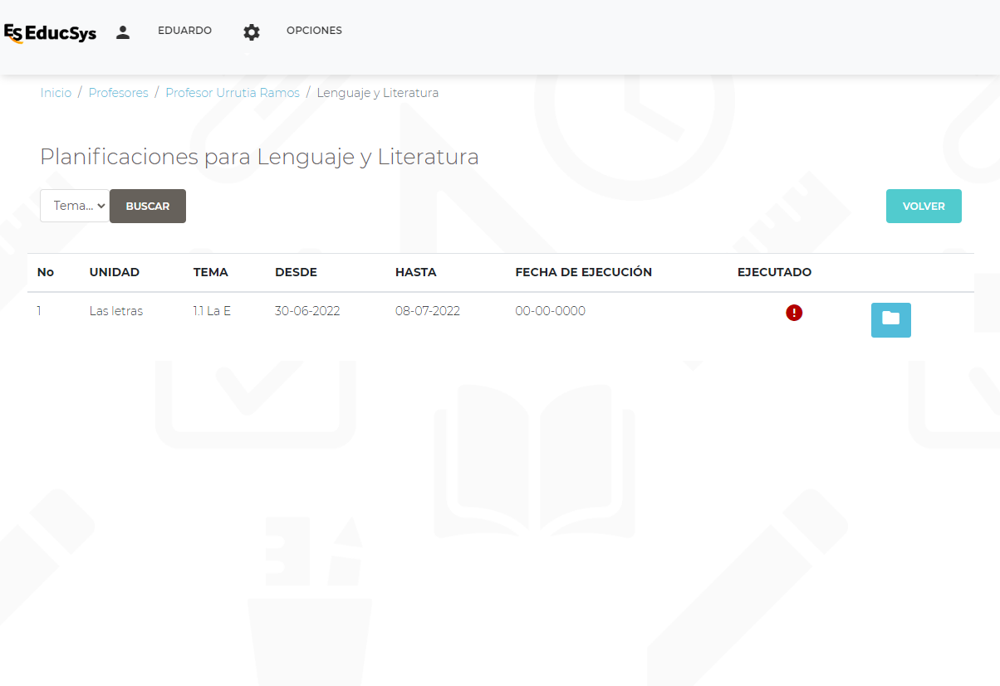 ES EducSys EDUARDO OPCIONES
Inicio / Profesores / Profesor Urrutia Ramos / Lenguaje y Literatura
Planificaciones para Lenguaje y Literatura
Tema... BUSCAR VOLVER
No UNIDAD TEMA DESDE HASTA FECHA DE EJECUCIÓN EJECUTADO
1 Las letras 1.1 La E 30-06-2022 08-07-2022 00-00-0000